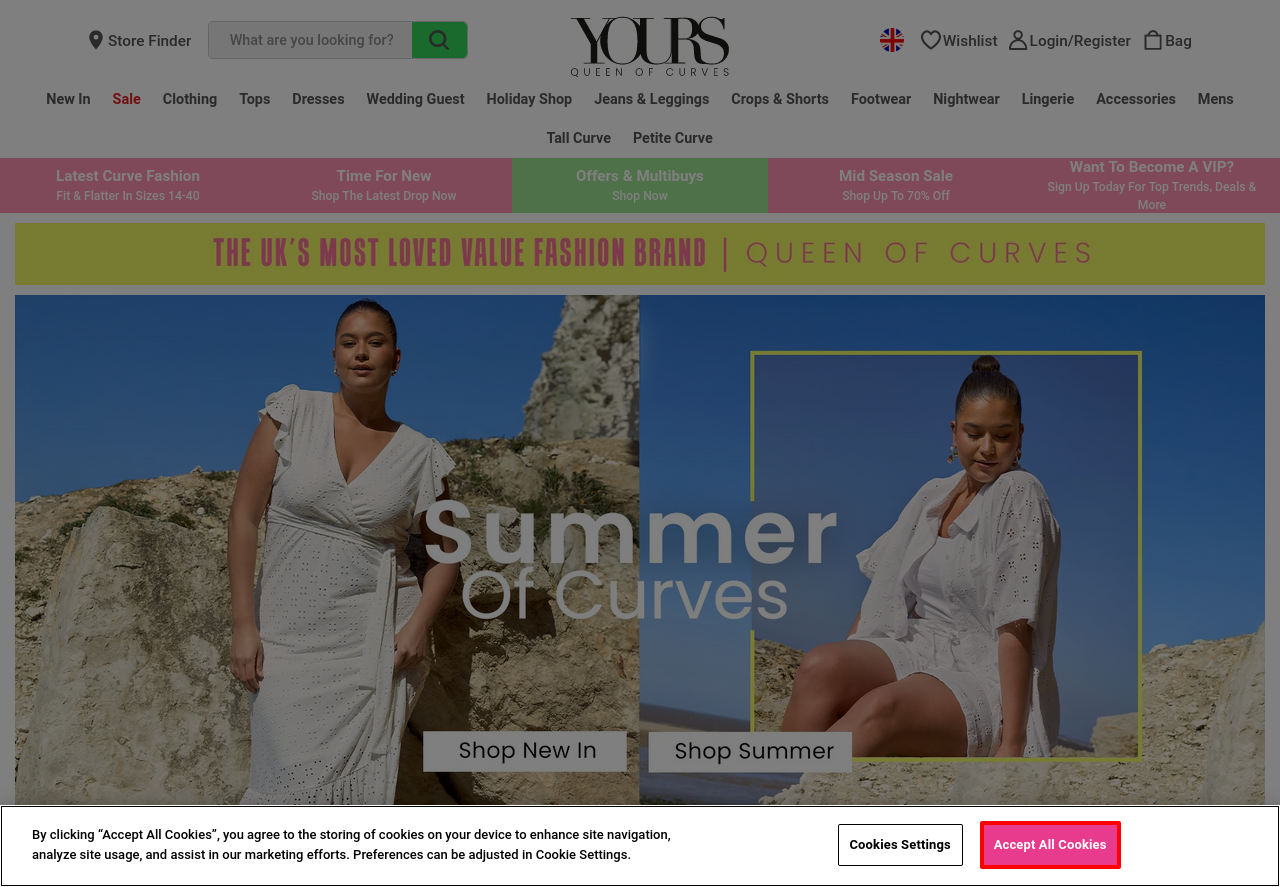 Store Finder
What are you looking for?
YOURS
QUEEN OF CURVES
Wishlist
Login/Register
Bag
New In
Sale
Clothing
Tops
Dresses
Wedding Guest
Holiday Shop
Jeans & Leggings
Crops & Shorts
Footwear
Nightwear
Lingerie
Accessories
Mens
Tall Curve
Petite Curve
Latest Curve Fashion
Fit & Flatter In Sizes 14-40
Time For New
Shop The Latest Drop Now
Offers & Multibuys
Shop Now
Mid Season Sale
Shop Up To 70% Off
Want To Become A VIP?
Sign Up Today For Top Trends, Deals &
More
THE UK'S MOST LOVED VALUE FASHION BRAND | QUEEN OF CURVES
Summer
Of Curves
Shop New In
Shop Summer
By clicking “Accept All Cookies”, you agree to the storing of cookies on your device to enhance site navigation,
analyze site usage, and assist in our marketing efforts. Preferences can be adjusted in Cookie Settings.
Cookies Settings
Accept All Cookies